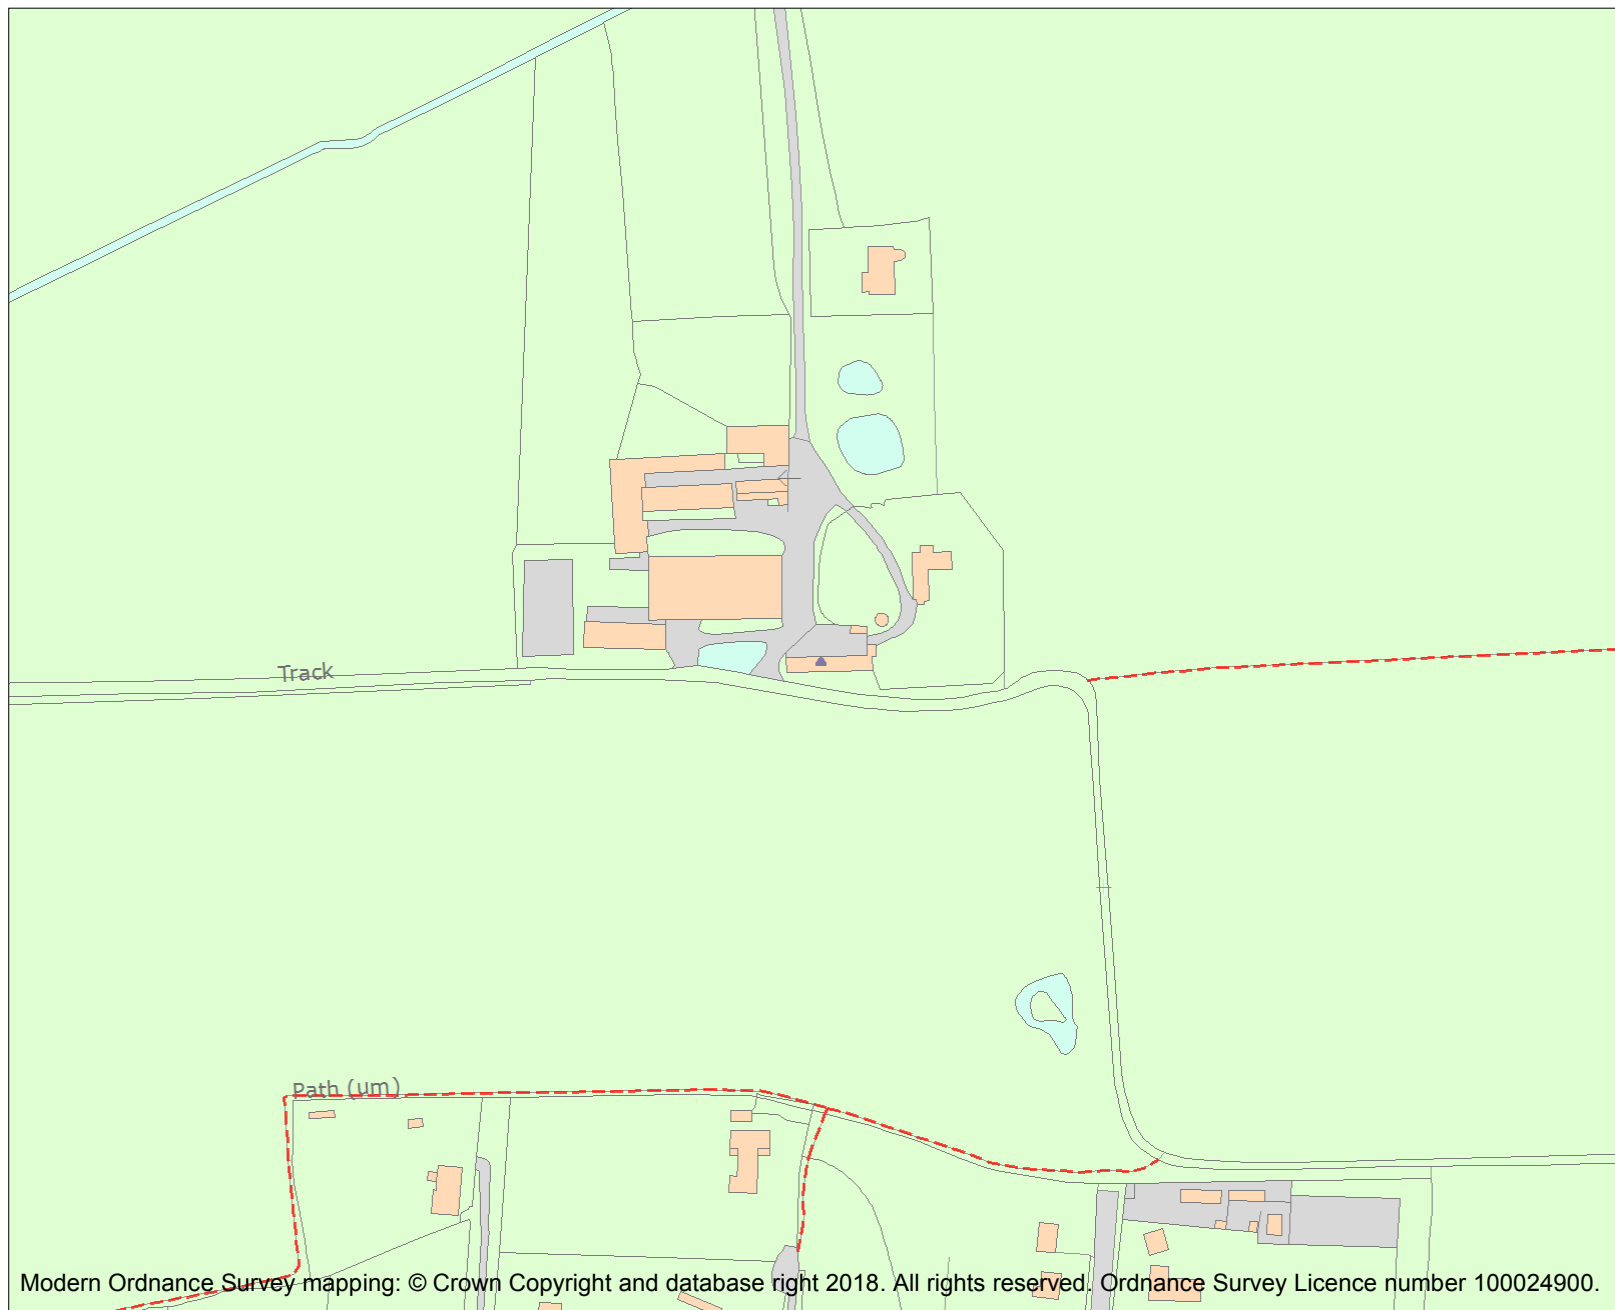 Track
Path (um)
Modern Ordnance Survey mapping: © Crown Copyright and database right 2018. All rights reserved. Ordnance Survey Licence number 100024900.